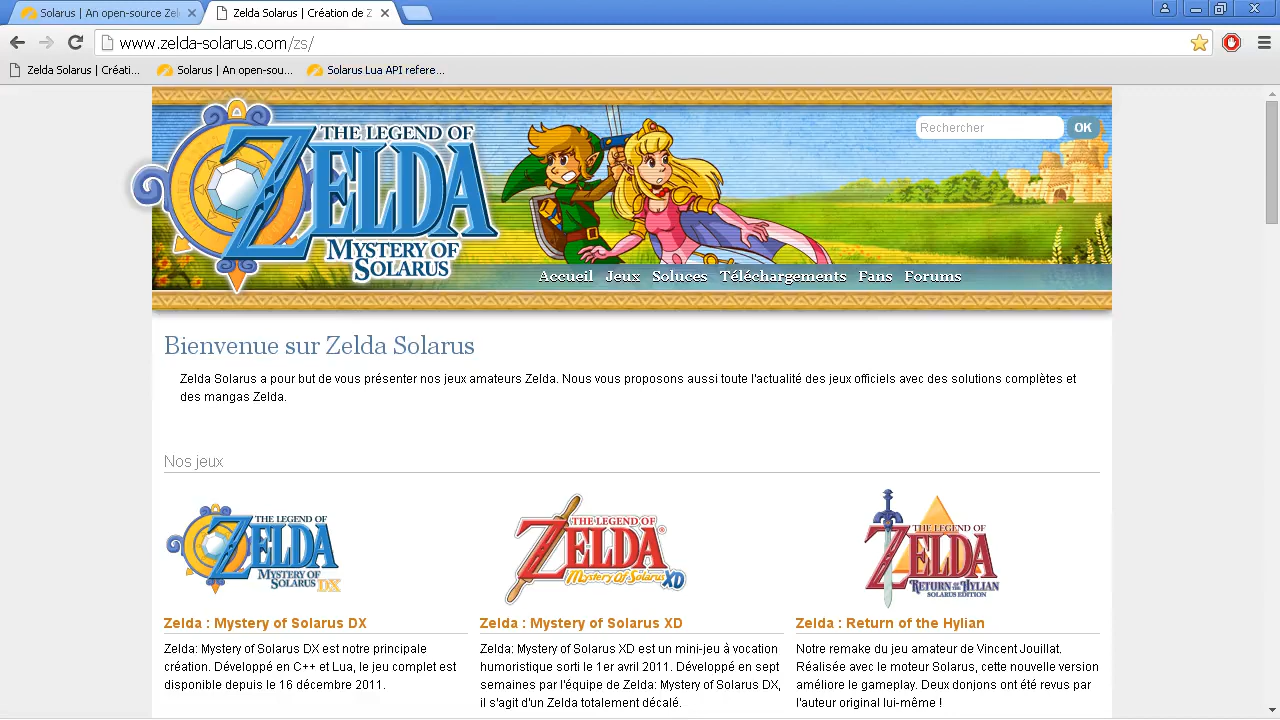 Solarus | An open-source Zel
Zelda Solarus | Création de Z
www.zelda-solarus.com/zs/
Zelda Solarus | Créati...
Solarus | An open-sou...
Solarus Lua API refere...
THE LEGEND OF
ZELDA
MYSTERY OF
SOLARUS
Rechercher
OK
Accueil Jeux Soluces Téléchargements Fans Forums
Bienvenue sur Zelda Solarus
Zelda Solarus a pour but de vous présenter nos jeux amateurs Zelda. Nous vous proposons aussi toute l'actualité des jeux officiels avec des solutions complètes et
des mangas Zelda.
Nos jeux
THE LEGEND OF
ZELDA
MYSTERY OF
SOLARUS DX
THE LEGEND OF
ZELDA
Mystery Of Solarus XD
THE LEGEND OF
ZELDA
RETURN OF THE HYLIAN
SOLARUS EDITION
Zelda : Mystery of Solarus DX
Zelda: Mystery of Solarus DX est notre principale
création. Développé en C++ et Lua, le jeu complet est
disponible depuis le 16 décembre 2011.
Zelda : Mystery of Solarus XD
Zelda: Mystery of Solarus XD est un mini-jeu à vocation
humoristique sorti le 1er avril 2011. Développé en sept
semaines par l'équipe de Zelda: Mystery of Solarus DX,
il s'agit d'un Zelda totalement décalé.
Zelda : Return of the Hylian
Notre remake du jeu amateur de Vincent Jouillat.
Réalisée avec le moteur Solarus, cette nouvelle version
améliore le gameplay. Deux donjons ont été revus par
l'auteur original lui-même !